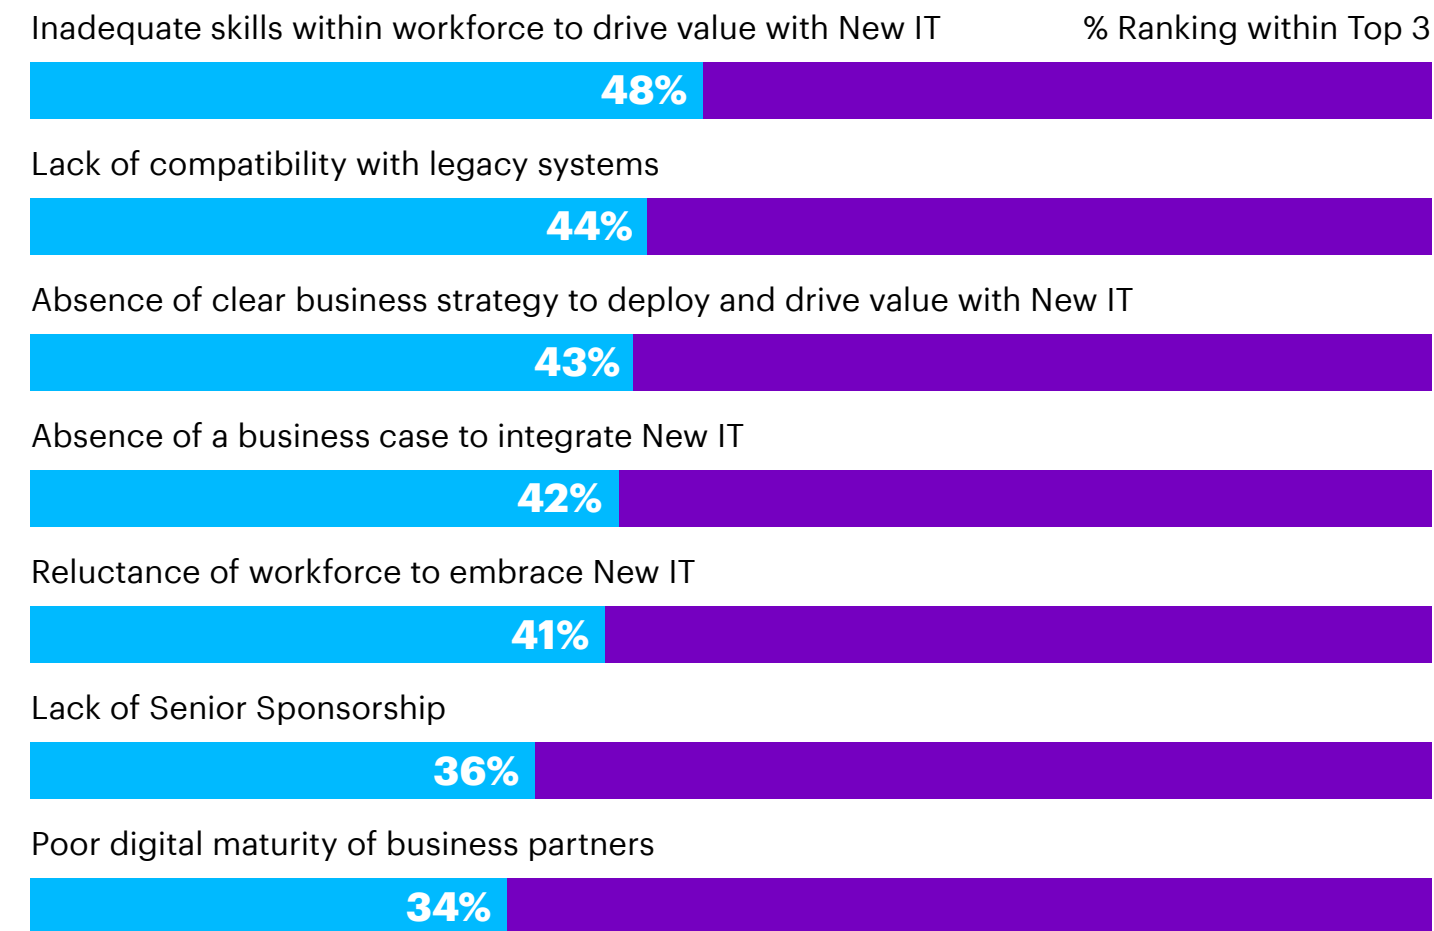 Inadequate skills within workforce to drive value with New IT % Ranking within Top 3
48%
Lack of compatibility with legacy systems
44%
Absence of clear business strategy to deploy and drive value with New IT
43%
Absence of a business case to integrate New IT
42%
Reluctance of workforce to embrace New IT
41%
Lack of Senior Sponsorship
36%
Poor digital maturity of business partners
34%